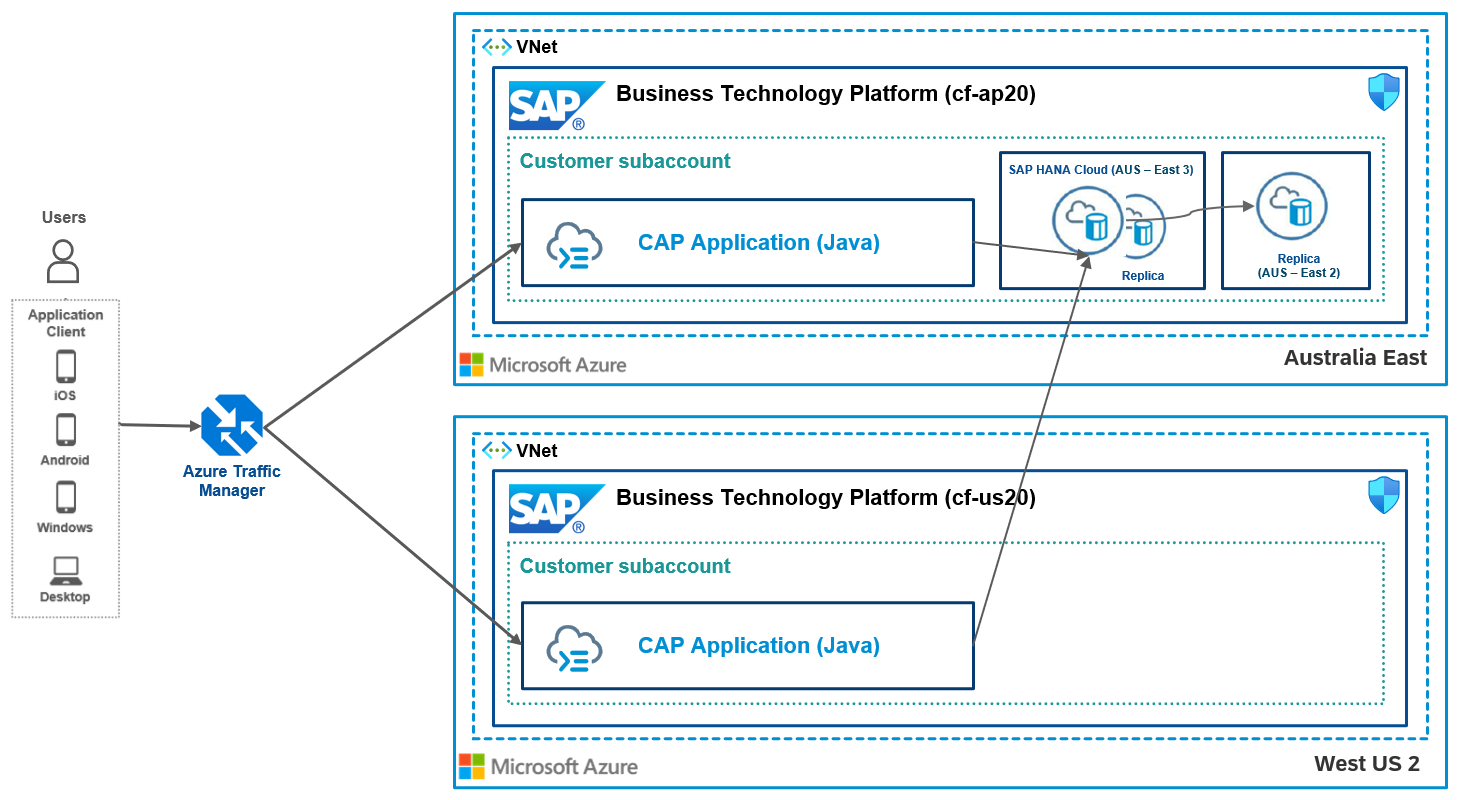 Users
Application
Client
iOS
Android
Windows
Desktop
Azure Traffic
Manager
VNet
SAP®
Business Technology Platform (cf-ap20)
Customer subaccount
CAP Application (Java)
SAP HANA Cloud (AUS – East 3)
Replica
Replica
(AUS – East 2)
Microsoft Azure
Australia East
VNet
SAP®
Business Technology Platform (cf-us20)
Customer subaccount
CAP Application (Java)
Microsoft Azure
West US 2